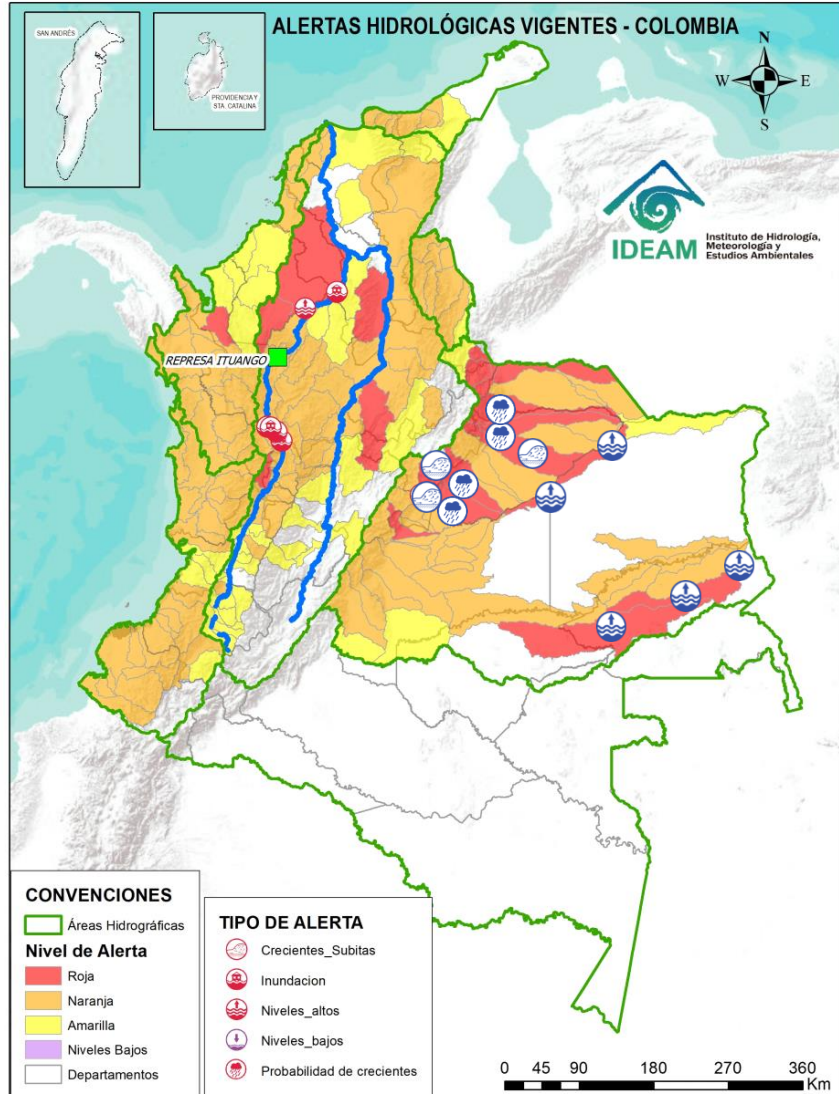 ALERTAS HIDROLÓGICAS VIGENTES - COLOMBIA
SAN ANDRÉS
PROVIDENCIA Y
STA. CATALINA
N
W
E
S
IDEAM
Instituto de Hidrología,
Meteorología y
Estudios Ambientales
REPRESA ITUANGO
CONVENCIONES
Áreas Hidrográficas
Nivel de Alerta
Roja
Naranja
Amarilla
Niveles Bajos
Departamentos
TIPO DE ALERTA
Crecientes_Subitas
Inundacion
Niveles_altos
Niveles_bajos
Probabilidad de crecientes
0 45 90 180 270 360
Km